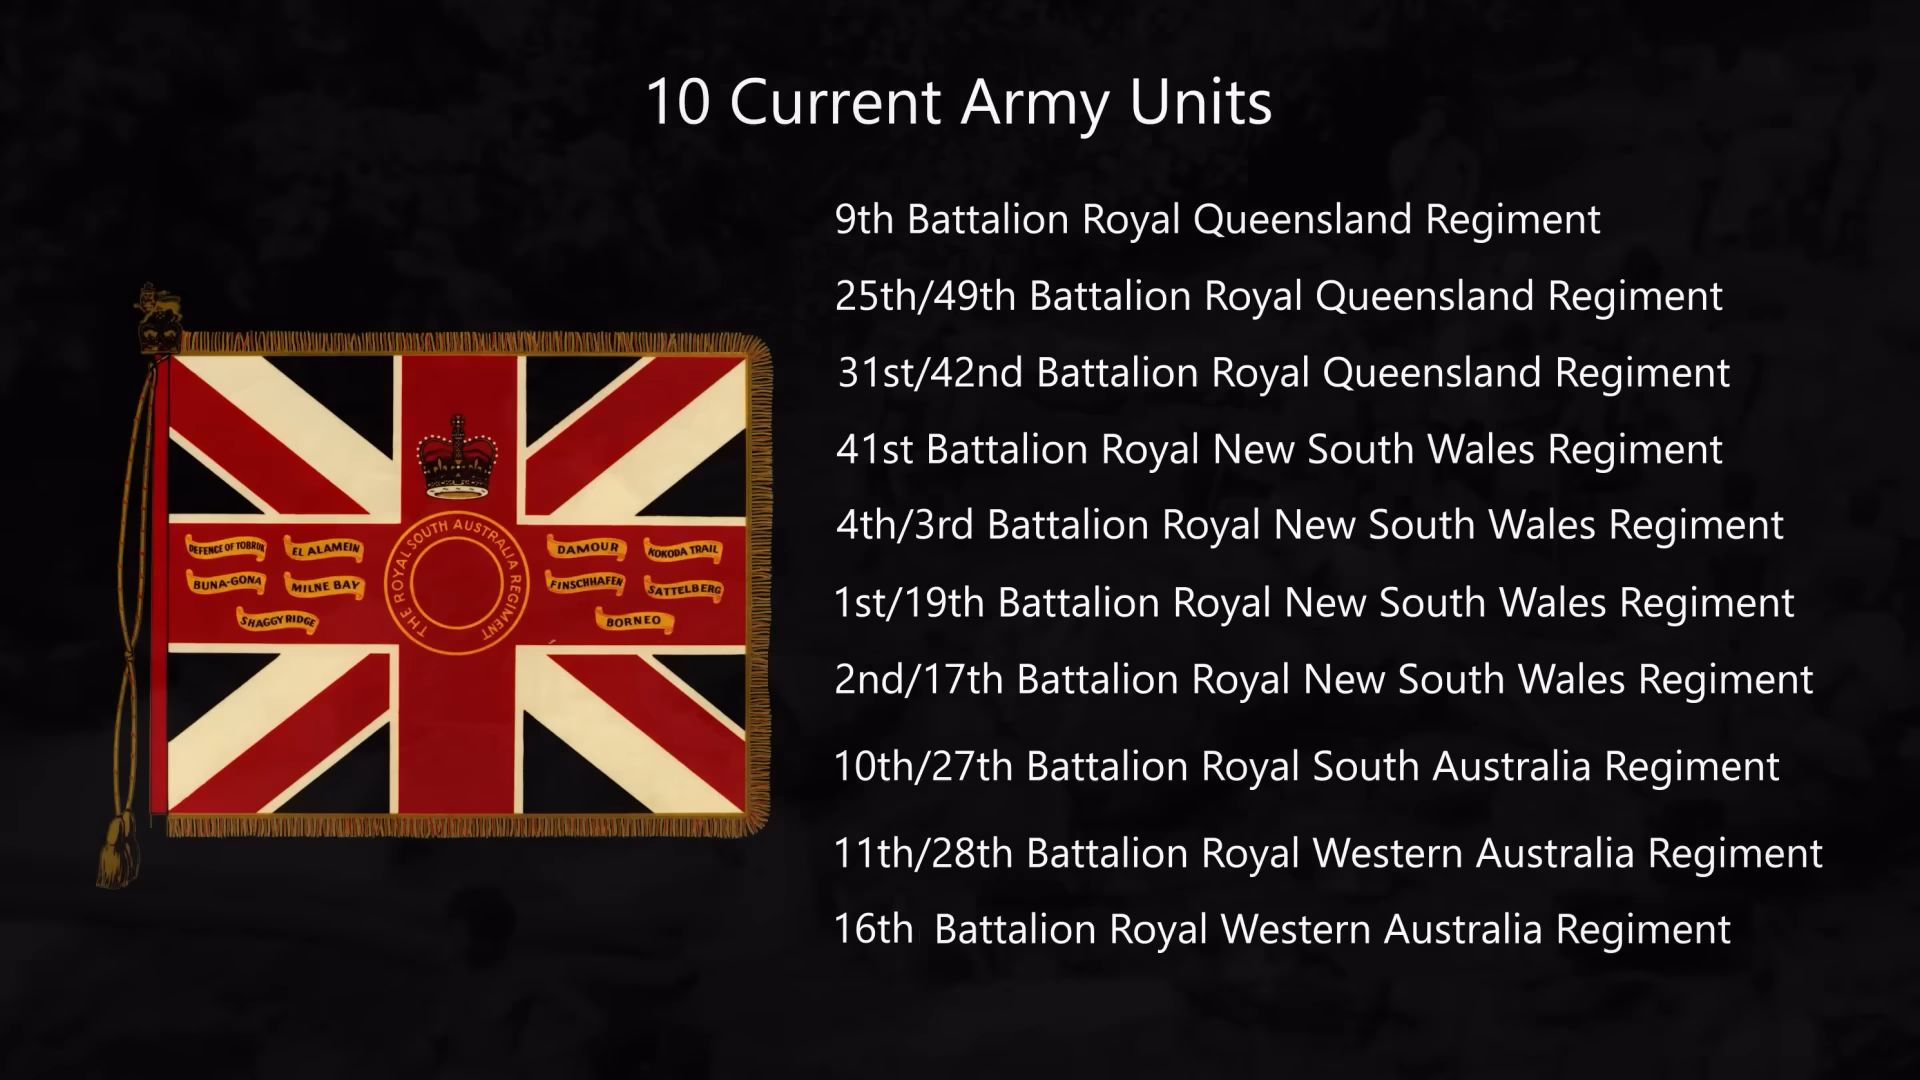 10 Current Army Units
9th Battalion Royal Queensland Regiment
25th/49th Battalion Royal Queensland Regiment
31st/42nd Battalion Royal Queensland Regiment
41st Battalion Royal New South Wales Regiment
4th/3rd Battalion Royal New South Wales Regiment
1st/19th Battalion Royal New South Wales Regiment
2nd/17th Battalion Royal New South Wales Regiment
10th/27th Battalion Royal South Australia Regiment
11th/28th Battalion Royal Western Australia Regiment
16th Battalion Royal Western Australia Regiment
THE ROYAL SOUTH AUSTRALIA REGIMENT
DEFENCE OF TOBRUK
EL ALAMEIN
DAMOUR
KOKODA TRAIL
BUNA-GONA
MILNE BAY
FINSCHHAFEN
SATTELBERG
SHAGGY RIDGE
BORNEO